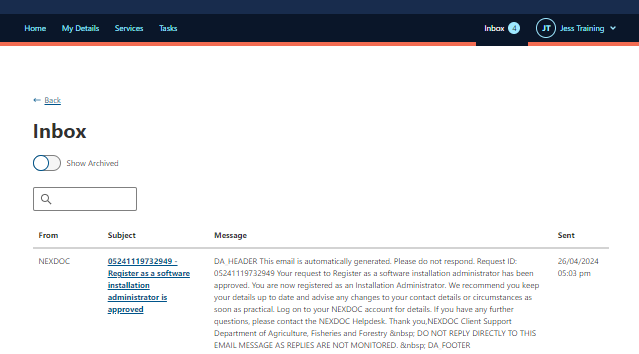 Home My Details Services Tasks Inbox 4 JT Jess Training
← Back
Inbox
Show Archived
From Subject Message Sent
NEXDOC 05241119732949 - DA_HEADER This email is automatically generated. Please do not respond. Request ID: 26/04/2024
Register as a software 05241119732949 Your request to Register as a software installation administrator has been 05:03 pm
installation approved. You are now registered as an Installation Administrator. We recommend you keep
administrator is your details up to date and advise any changes to your contact details or circumstances as
approved soon as practical. Log on to your NEXDOC account for details. If you have any further
questions, please contact the NEXDOC Helpdesk. Thank you,NEXDOC Client Support
Department of Agriculture, Fisheries and Forestry &nbsp; DO NOT REPLY DIRECTLY TO THIS
EMAIL MESSAGE AS REPLIES ARE NOT MONITORED. &nbsp; DA_FOOTER